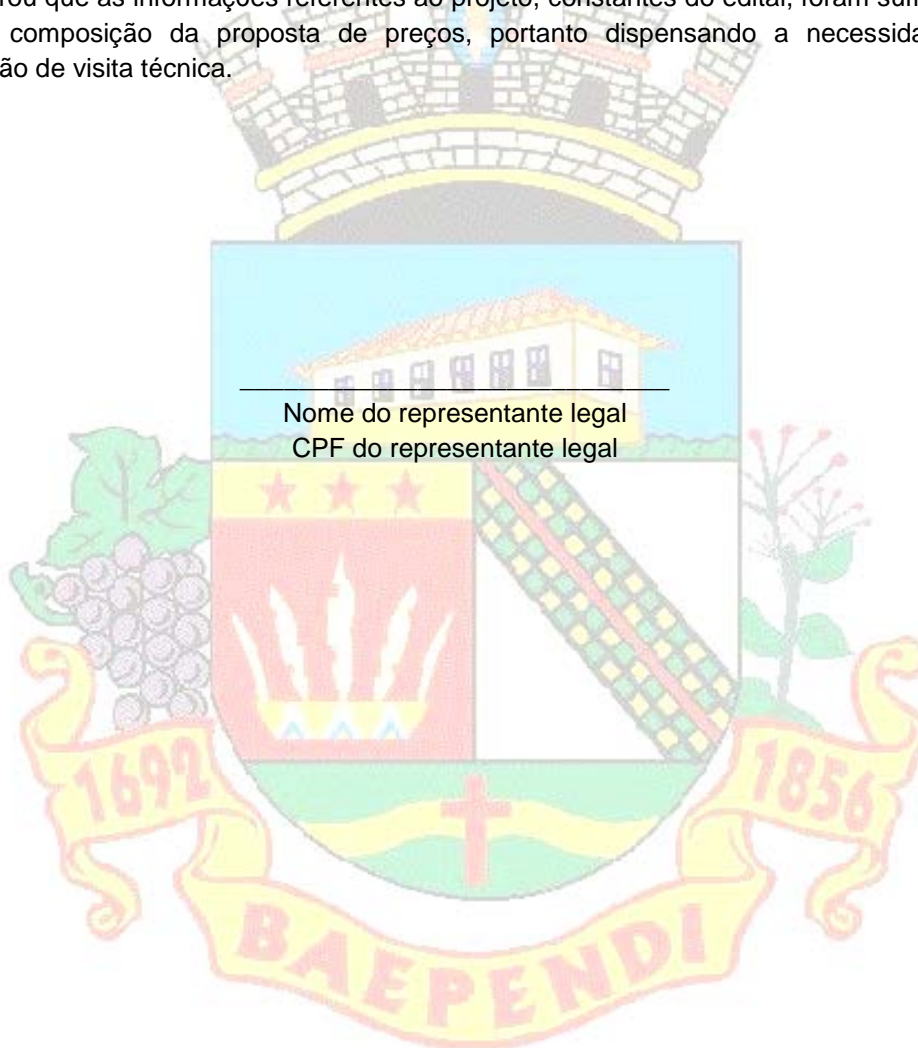 que as informações referentes ao projeto, constantes do edital, foram
composição da proposta de preços, portanto dispensando a
de visita técnica.
Nome do representante legal
CPF do representante legal
1692
1856
BAEPENDI